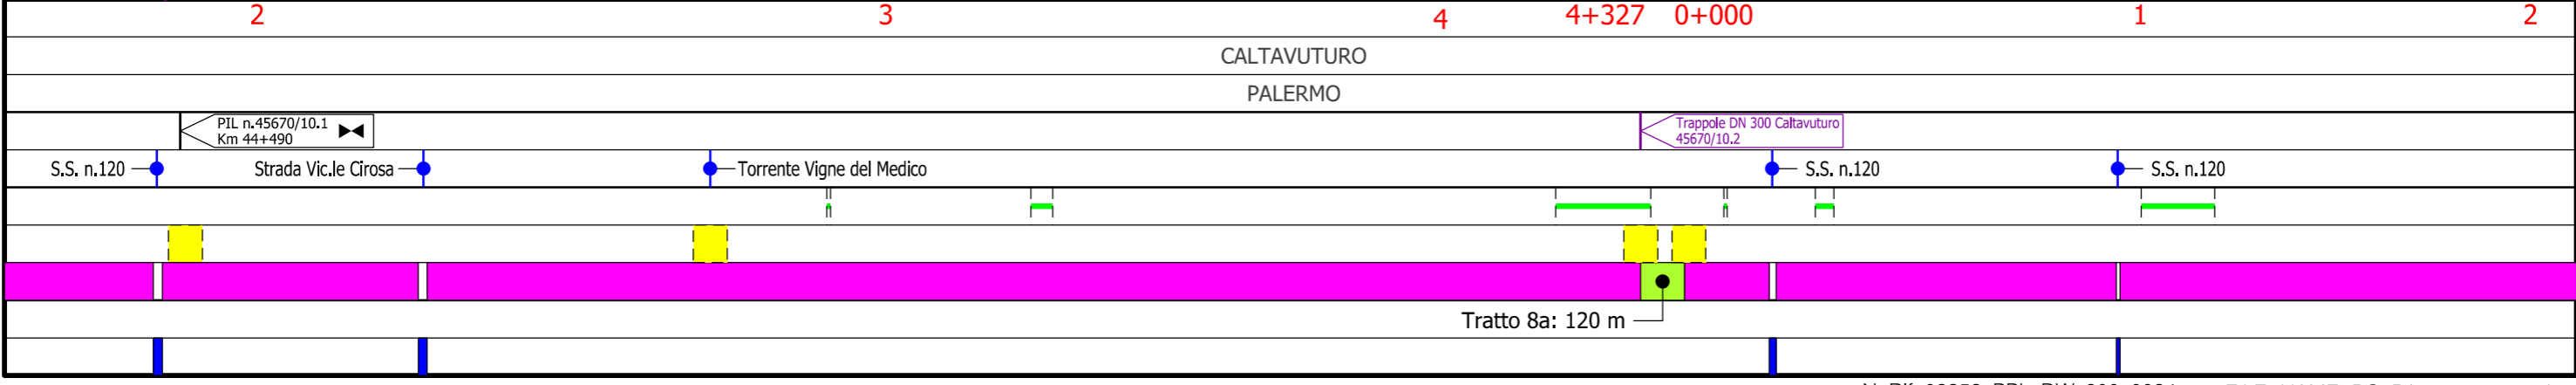 2 3 4 4+327 0+000 1 2
CALTAVUTURO
PALERMO
PIL n.45670/10.1
Km 44+490
Trappole DN 300 Caltavuturo
45670/10.2
S.S. n.120 Strada Vic.le Cirosa Torrente Vigne del Medico S.S. n.120 S.S. n.120
Tratto 8a: 120 m